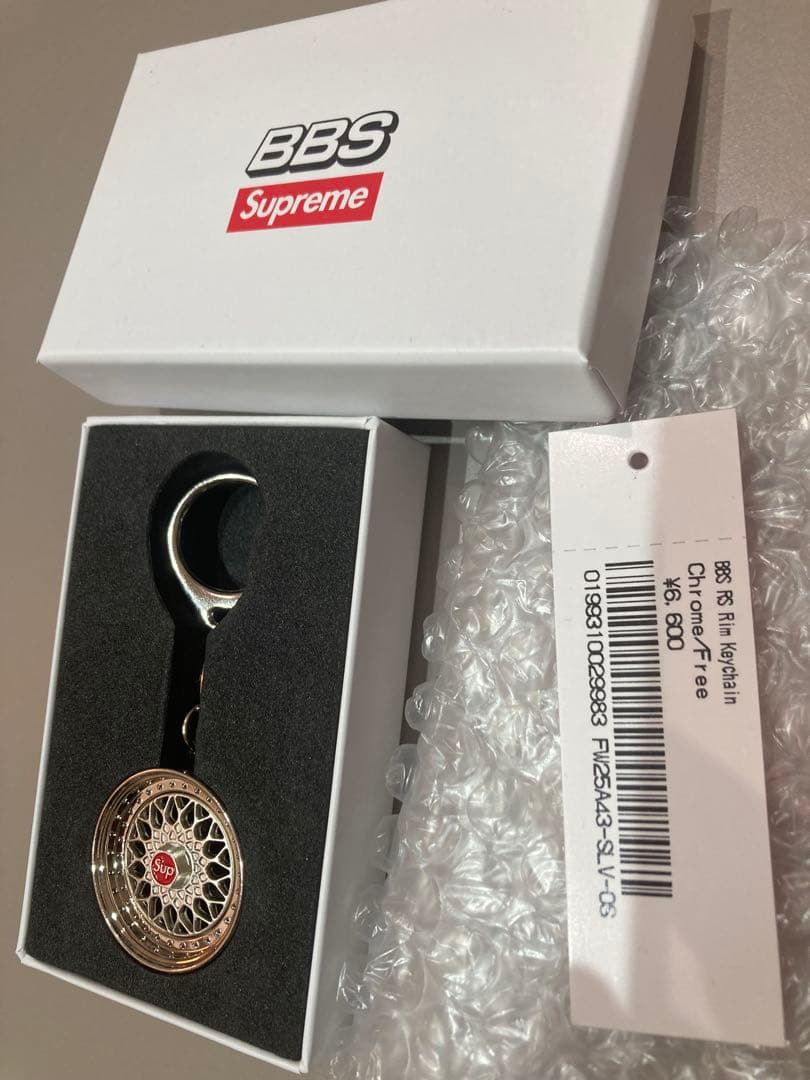 BBS
Supreme
Sup
BBS RS Rim Keychain
Chrome/Free
¥6,600
0199310029983 FW25A43-SLV-OS